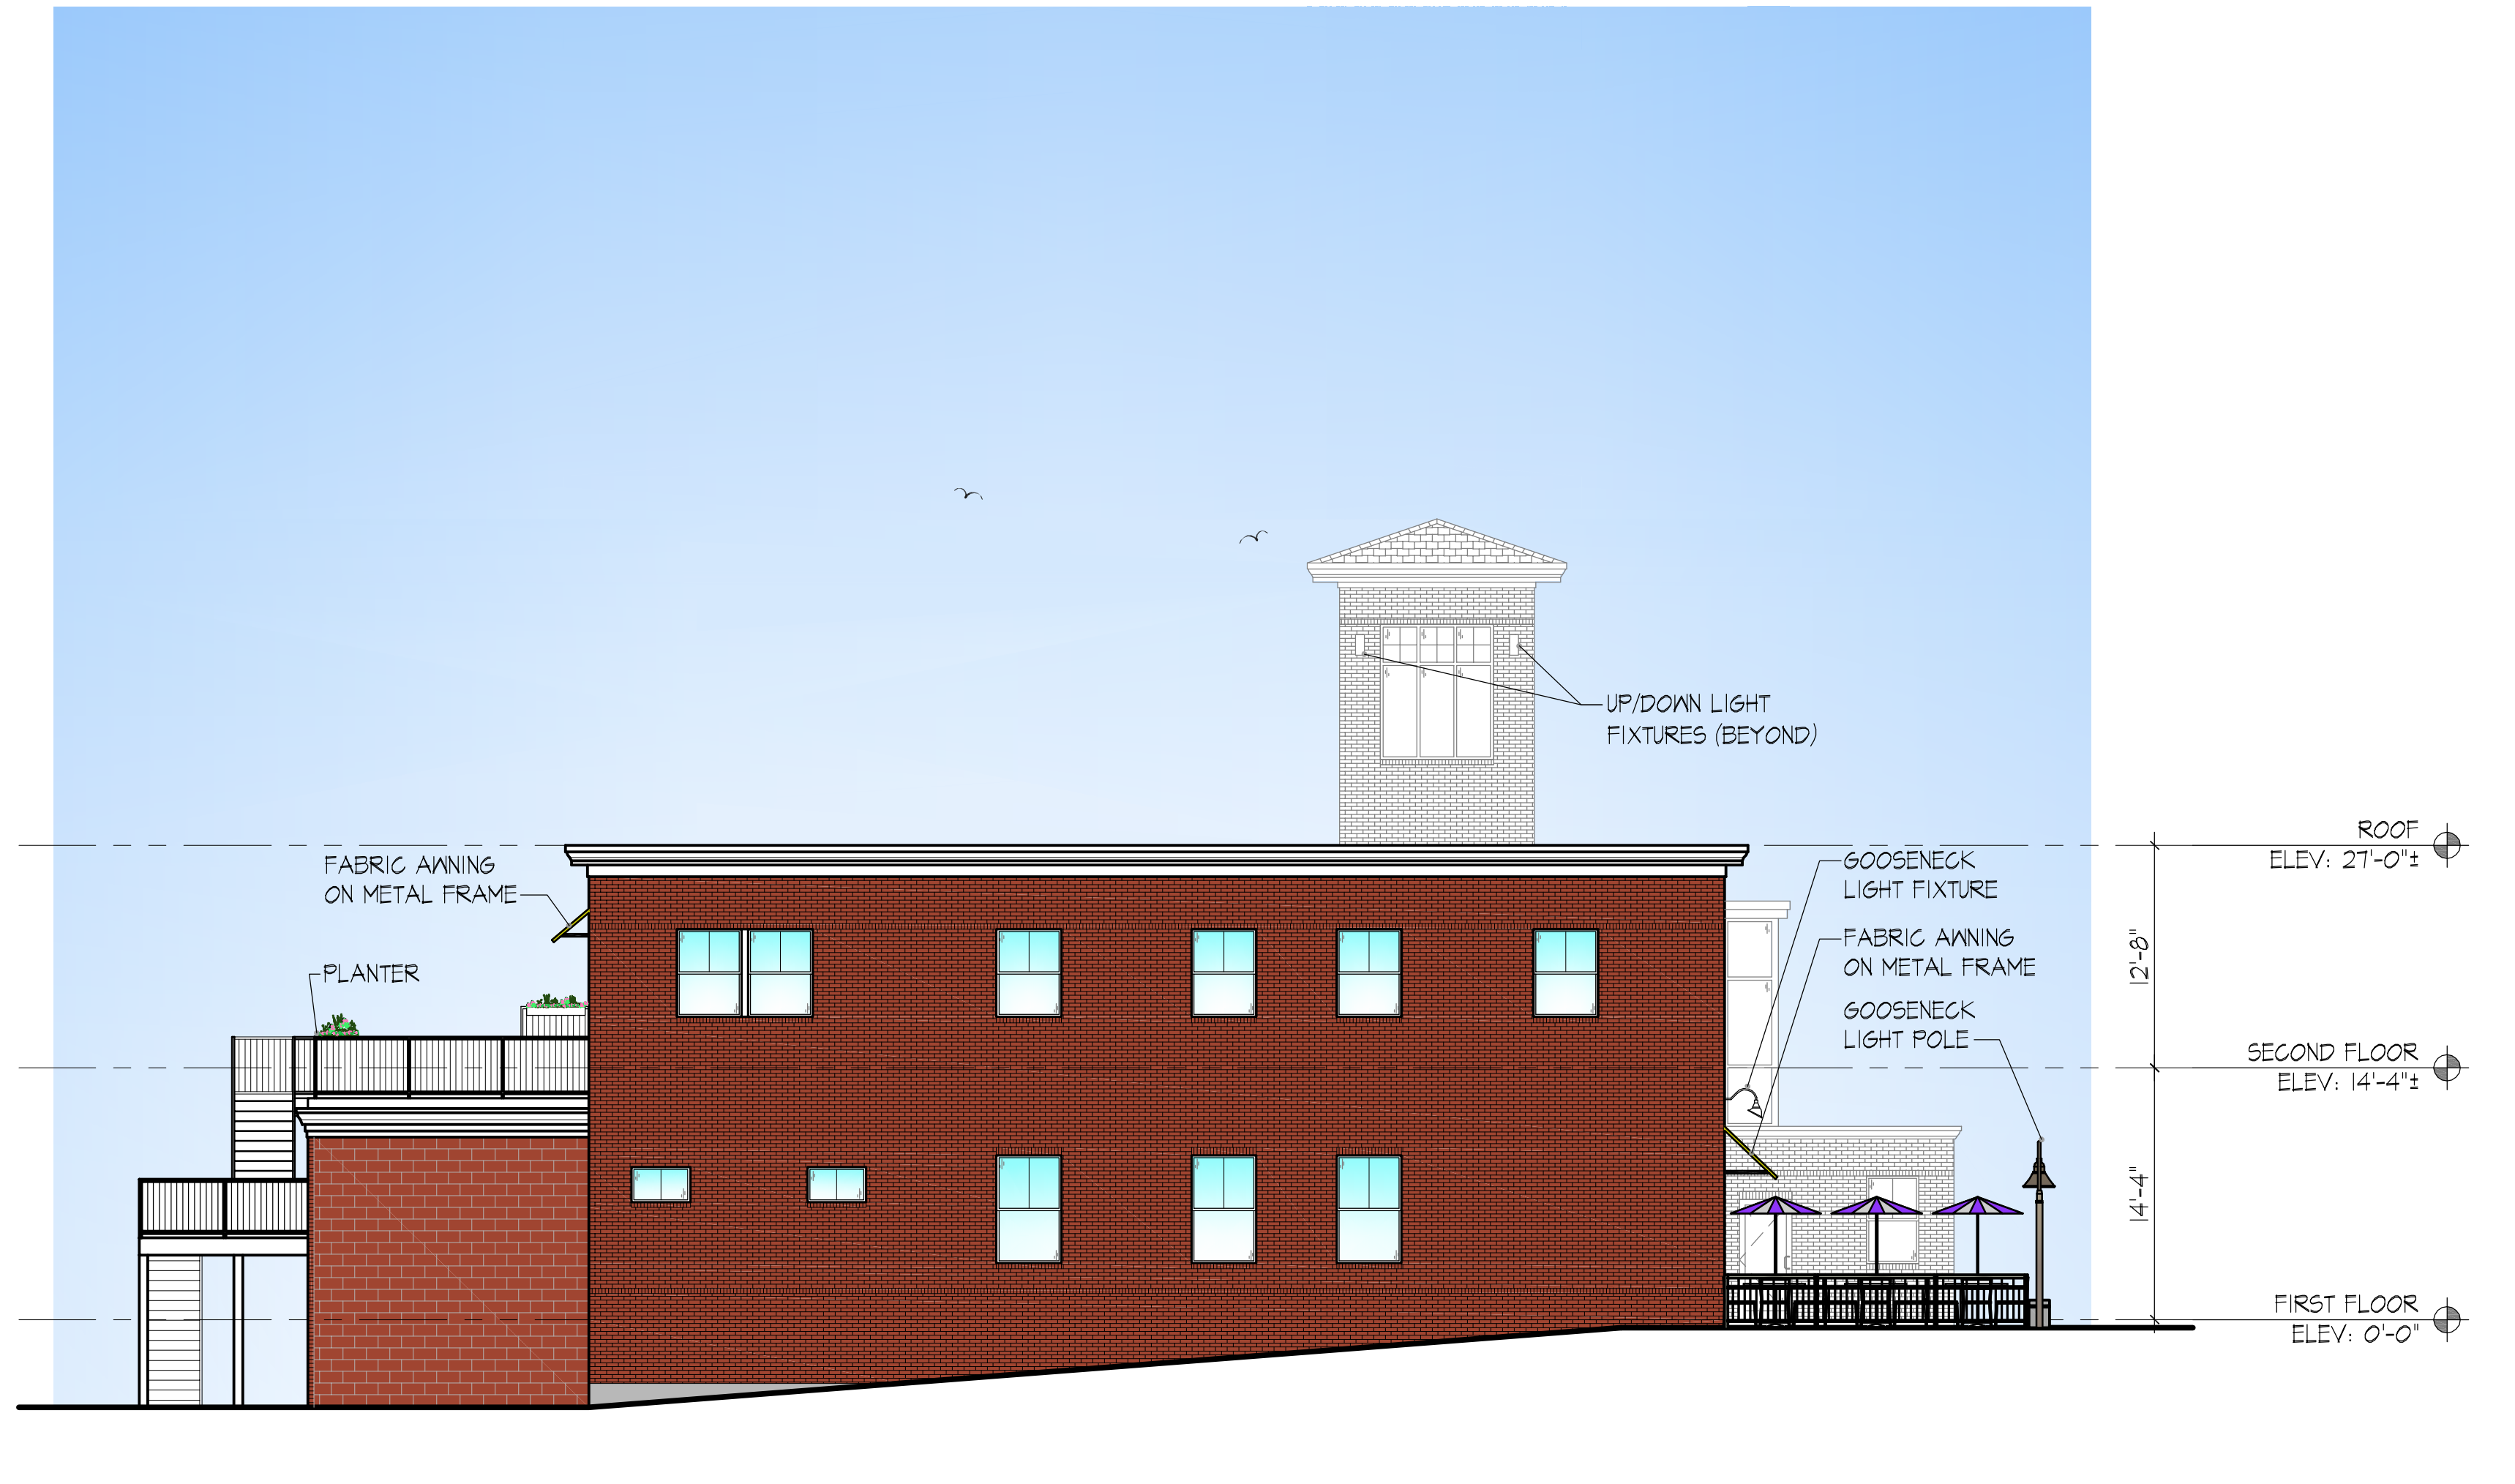 UP/DOWN LIGHT
FIXTURES (BEYOND)
ROOF
ELEV: 27'-0"±
FABRIC AWNING
ON METAL FRAME
GOOSENECK
LIGHT FIXTURE
FABRIC AWNING
ON METAL FRAME
12'-8"
PLANTER
GOOSENECK
LIGHT POLE
SECOND FLOOR
ELEV: 14'-4"±
14'-4"
FIRST FLOOR
ELEV: 0'-0"